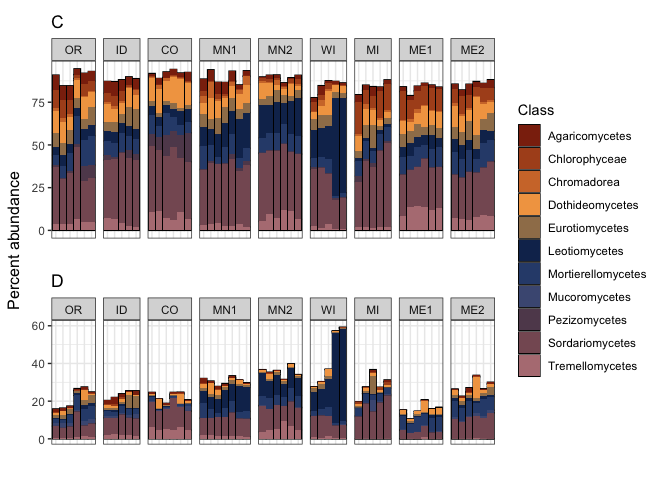 C
OR ID CO MN1 MN2 WI MI ME1 ME2
75
50
25
0
Percent abundance
D
OR ID CO MN1 MN2 WI MI ME1 ME2
60
40
20
0
Class
Agaricomycetes
Chlorophyceae
Chromadorea
Dothideomycetes
Eurotiomycetes
Leotiomycetes
Mortierellomycetes
Mucoromycetes
Pezizomycetes
Sordariomycetes
Tremellomycetes